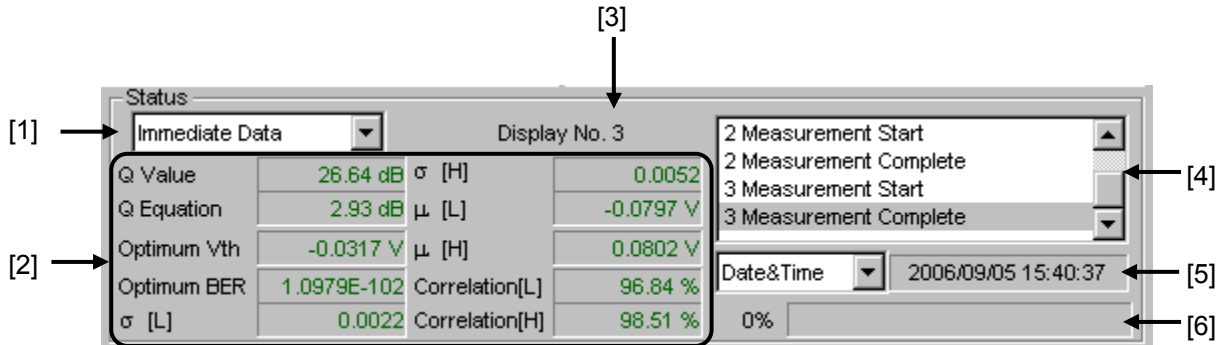 [3]
Status
[1]
Immediate Data
Display No. 3
2 Measurement Start
2 Measurement Complete
3 Measurement Start
3 Measurement Complete
[4]
[2]
Q Value 26.64 dB σ [H] 0.0052
Q Equation 2.93 dB μ [L] -0.0797 V
Optimum Vth -0.0317 V μ [H] 0.0802 V
Optimum BER 1.0979E-102 Correlation[L] 96.84 %
σ [L] 0.0022 Correlation[H] 98.51 %
Date&Time 2006/09/05 15:40:37
[5]
0%
[6]